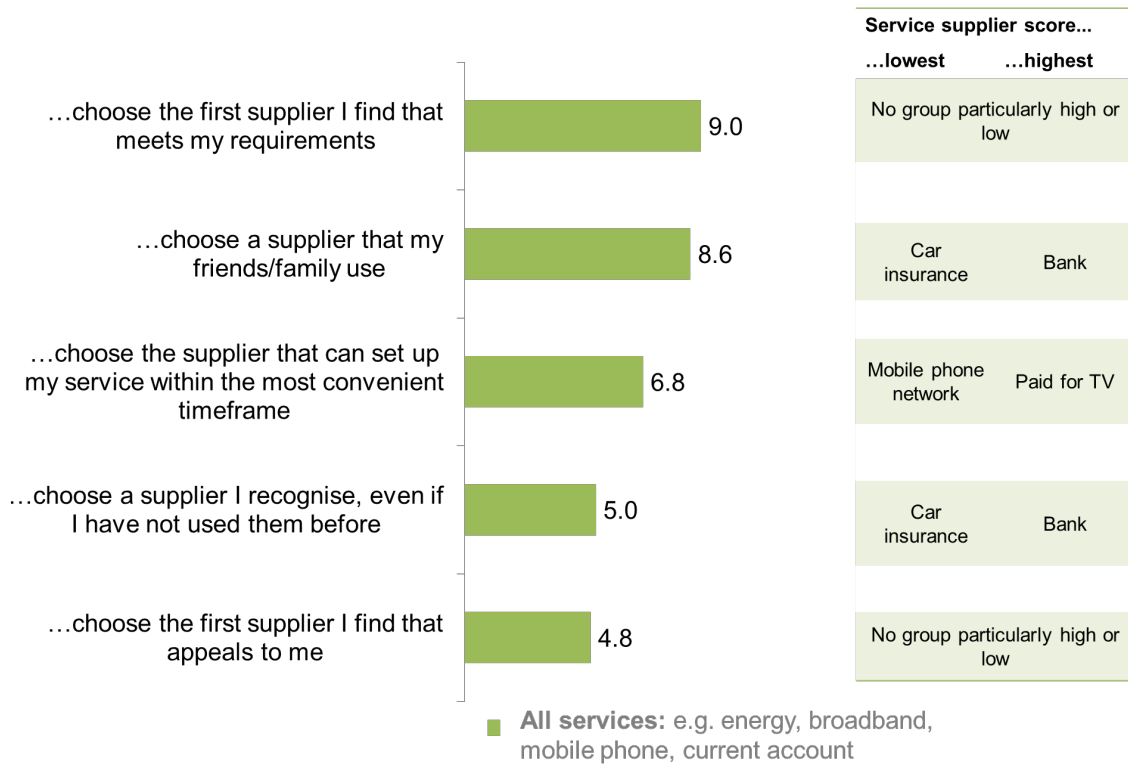 Service supplier score...
…lowest
…highest
…choose the first supplier I find that
meets my requirements
9.0
No group particularly high or
low
…choose a supplier that my
friends/family use
8.6
Car
insurance
Bank
…choose the supplier that can set up
my service within the most convenient
timeframe
6.8
Mobile phone
network
Paid for TV
…choose a supplier I recognise, even if
I have not used them before
5.0
Car
insurance
Bank
…choose the first supplier I find that
appeals to me
4.8
No group particularly high or
low
All services: e.g. energy, broadband,
mobile phone, current account